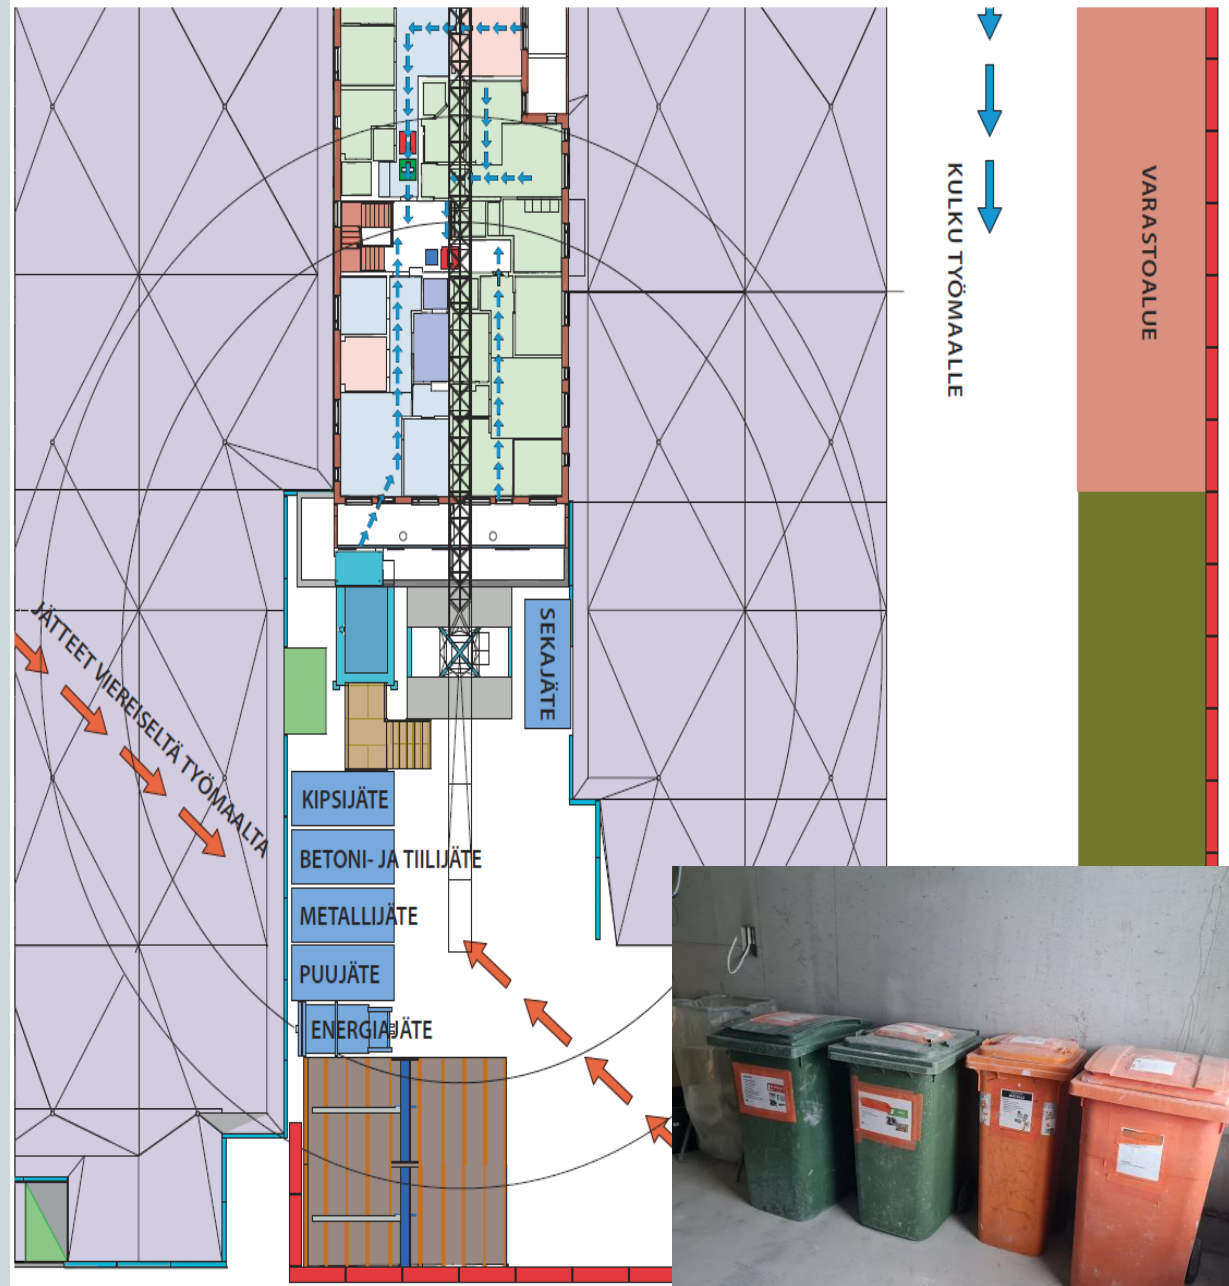 KULKU TYÖMAALLE
VARASTOALUE
JÄTTEET VIEREISELTÄ TYÖMAALTA
SEKAJÄTE
KIPSIJÄTE
BETONI- JA TIILIJÄTE
METALLIJÄTE
PUUJÄTE
ENERGIAJÄTE